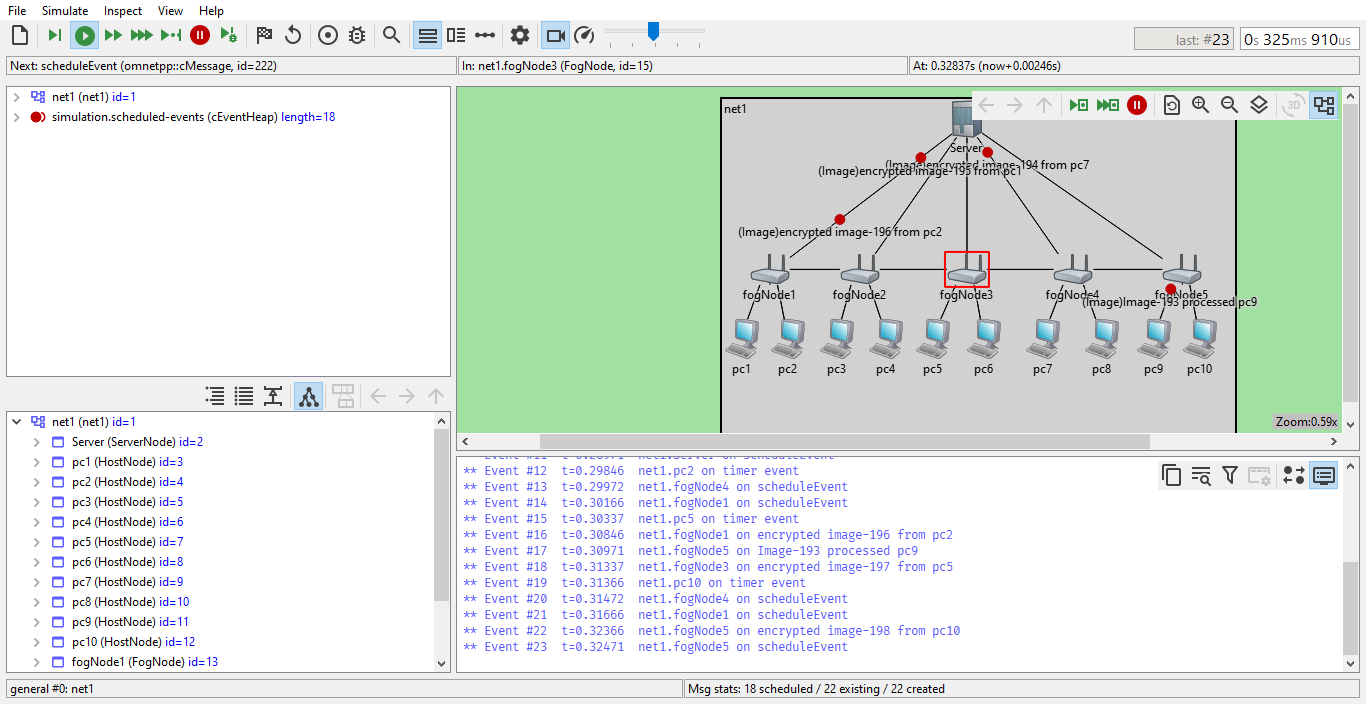 File Simulate Inspect View Help
last: #23 0s 325ms 910us
Next: scheduleEvent (omnetpp::cMessage, id=222) In: net1.fogNode3 (FogNode, id=15) At: 0.32837s (now+0.00246s)
net1 (net1) id=1
simulation.scheduled-events (cEventHeap) length=18
net1
3D
Server
(Image)encrypted image-194 from pc7
(Image)encrypted image-195 from pc1
(Image)encrypted image-196 from pc2
fogNode1 fogNode2 fogNode3 fogNode4 fogNode5
(Image)Image-193 processed pc9
pc1 pc2 pc3 pc4 pc5 pc6 pc7 pc8 pc9 pc10
Zoom:0.59x
net1 (net1) id=1
Server (ServerNode) id=2
pc1 (HostNode) id=3
pc2 (HostNode) id=4
pc3 (HostNode) id=5
pc4 (HostNode) id=6
pc5 (HostNode) id=7
pc6 (HostNode) id=8
pc7 (HostNode) id=9
pc8 (HostNode) id=10
pc9 (HostNode) id=11
pc10 (HostNode) id=12
fogNode1 (FogNode) id=13
** Event #11 t=0.28971 net1.Server on scheduleEvent
** Event #12 t=0.29846 net1.pc2 on timer event
** Event #13 t=0.29972 net1.fogNode4 on scheduleEvent
** Event #14 t=0.30166 net1.fogNode1 on scheduleEvent
** Event #15 t=0.30337 net1.pc5 on timer event
** Event #16 t=0.30846 net1.fogNode1 on encrypted image-196 from pc2
** Event #17 t=0.30971 net1.fogNode5 on Image-193 processed pc9
** Event #18 t=0.31337 net1.fogNode3 on encrypted image-197 from pc5
** Event #19 t=0.31366 net1.pc10 on timer event
** Event #20 t=0.31472 net1.fogNode4 on scheduleEvent
** Event #21 t=0.31666 net1.fogNode1 on scheduleEvent
** Event #22 t=0.32366 net1.fogNode5 on encrypted image-198 from pc10
** Event #23 t=0.32471 net1.fogNode5 on scheduleEvent
general #0: net1 Msg stats: 18 scheduled / 22 existing / 22 created